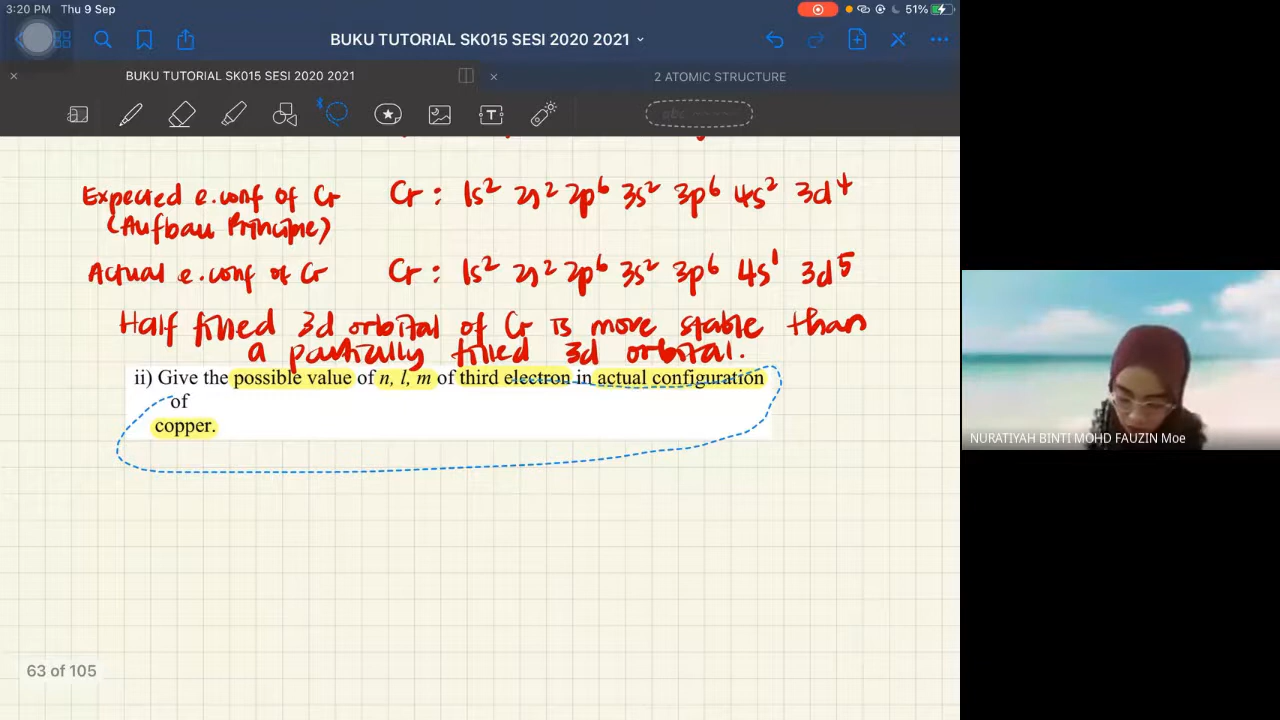 3:20 PM Thu 9 Sep
51%
BUKU TUTORIAL SK015 SESI 2020 2021
BUKU TUTORIAL SK015 SESI 2020 2021
2 ATOMIC STRUCTURE
Expected e.conf of Cr Cr : 1s² 2s² 2p⁶ 3s² 3p⁶ 4s² 3d⁴
(Aufbau Principle)
Actual e.conf of Cr Cr : 1s² 2s² 2p⁶ 3s² 3p⁶ 4s¹ 3d⁵
Half filled 3d orbital of Cr is more stable than
a partially filled 3d orbital.
ii) Give the possible value of n, l, m of third electron in actual configuration
of
copper.
NURATIYAH BINTI MOHD FAUZIN Moe
63 of 105